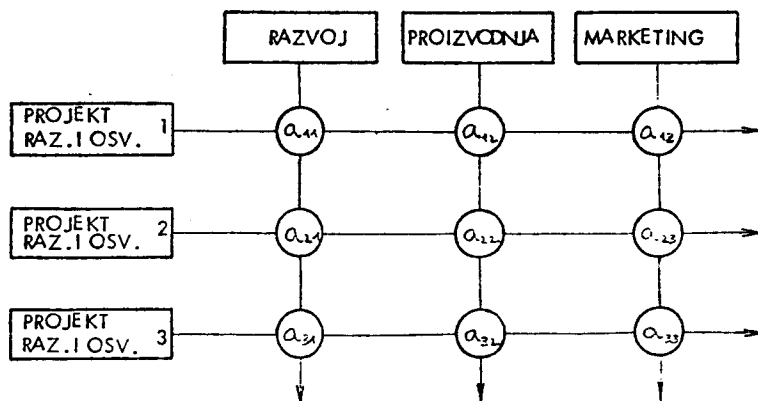 RAZVOJ PROIZVODNJA MARKETING
PROJEKT
RAZ. I OSV. 1
a11 a12 a13
PROJEKT
RAZ. I OSV. 2
a21 a22 a23
PROJEKT
RAZ. I OSV. 3
a31 a32 a33